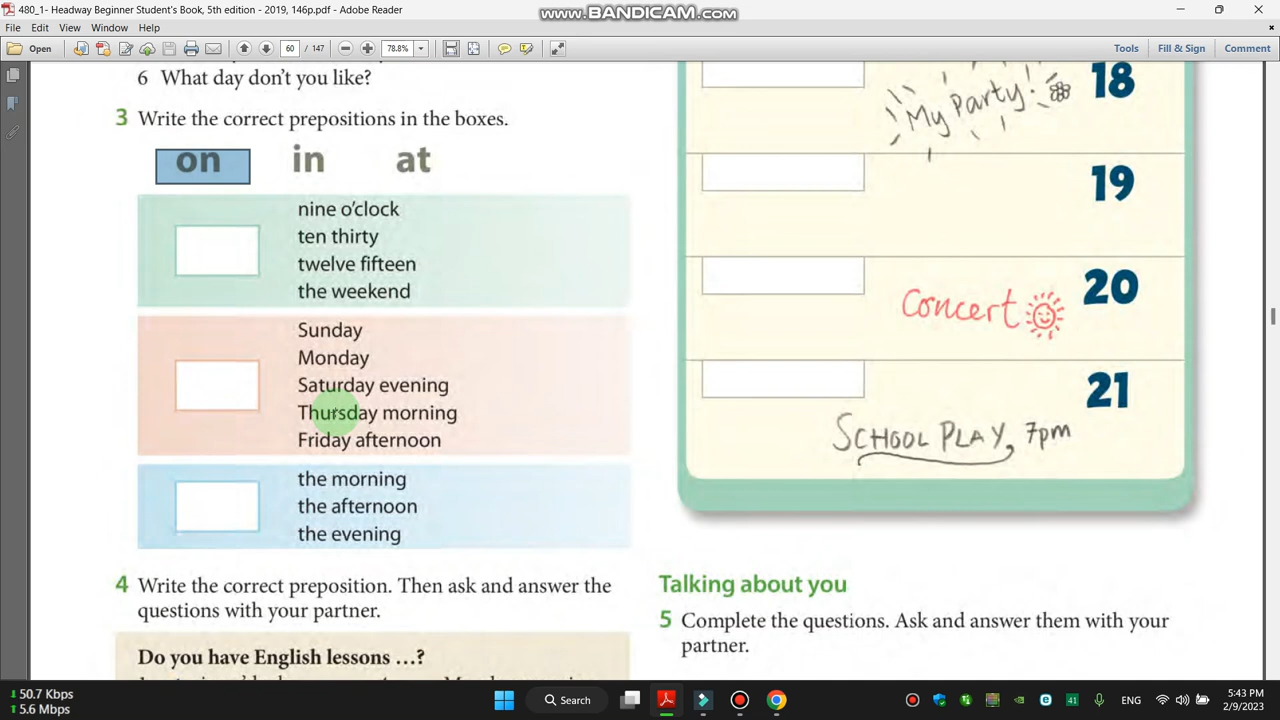 480_1- Headway Beginner Student's Book, 5th edition - 2019, 146p.pdf - Adobe Reader
WWW.BANDICAM.COM
File Edit View Window Help
Open
60 / 147
78.8%
Tools Fill & Sign Comment
6 What day don't you like?
3 Write the correct prepositions in the boxes.
on in at
nine o'clock
ten thirty
twelve fifteen
the weekend
Sunday
Monday
Saturday evening
Thursday morning
Friday afternoon
the morning
the afternoon
the evening
4 Write the correct preposition. Then ask and answer the
questions with your partner.
Do you have English lessons …?
18
My Party!
19
20
Concert
21
SCHOOL PLAY, 7pm
Talking about you
5 Complete the questions. Ask and answer them with your
partner.
50.7 Kbps
5.6 Mbps
Search
41
ENG
5:43 PM
2/9/2023